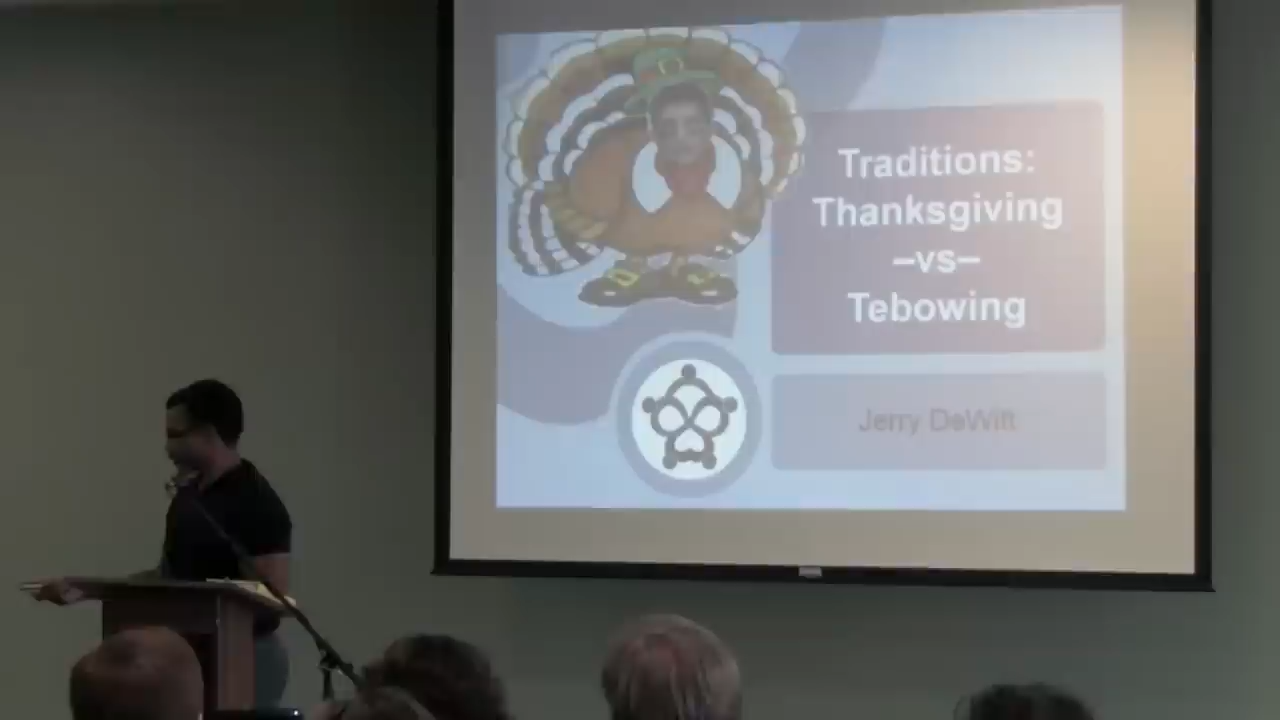 Traditions:
Thanksgiving
–vs–
Tebowing
Jerry DeWitt